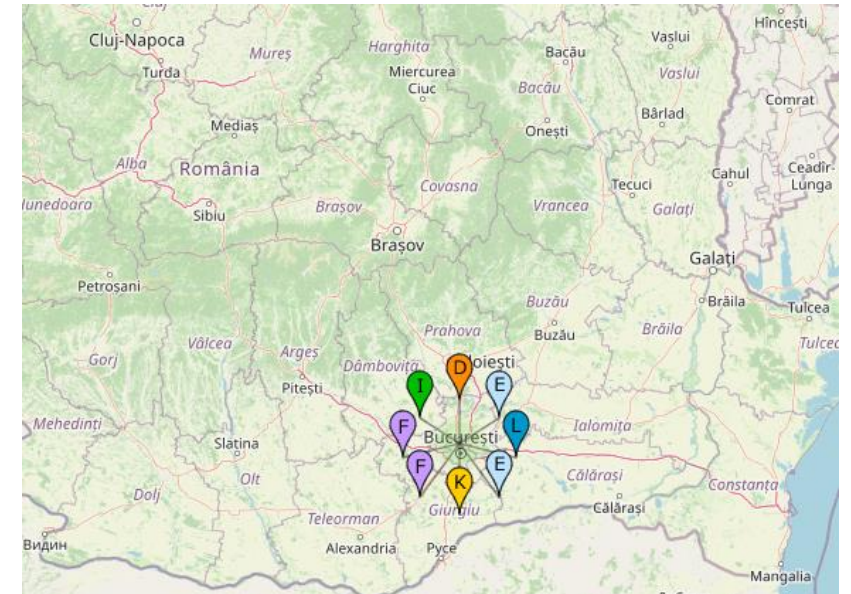 Hîncești
Cluj-Napoca
Vaslui
Harghita
Mureș
Bacău
Turda
Miercurea
Ciuc
Vaslui
Bacău
Comrat
Bârlad
Mediaș
Onești
Alba
România
Cahul
Ceadîr-
Lunga
Covasna
Tecuci
Hunedoara
Brașov
Vrancea
Galați
Sibiu
Brașov
Galați
Petroșani
Buzău
Brăila
Tulcea
Prahova
Buzău
Brăila
Vâlcea
Tulcea
Gorj
Argeș
Dâmbovița
D
loiești
I
E
Pitești
Mehedinți
F
L
Ialomița
București
Slatina
F
E
Călărași
Olt
K
Constanța
Dolj
Teleorman
Giurgiu
Călărași
Видин
Alexandria
Русе
Mangalia